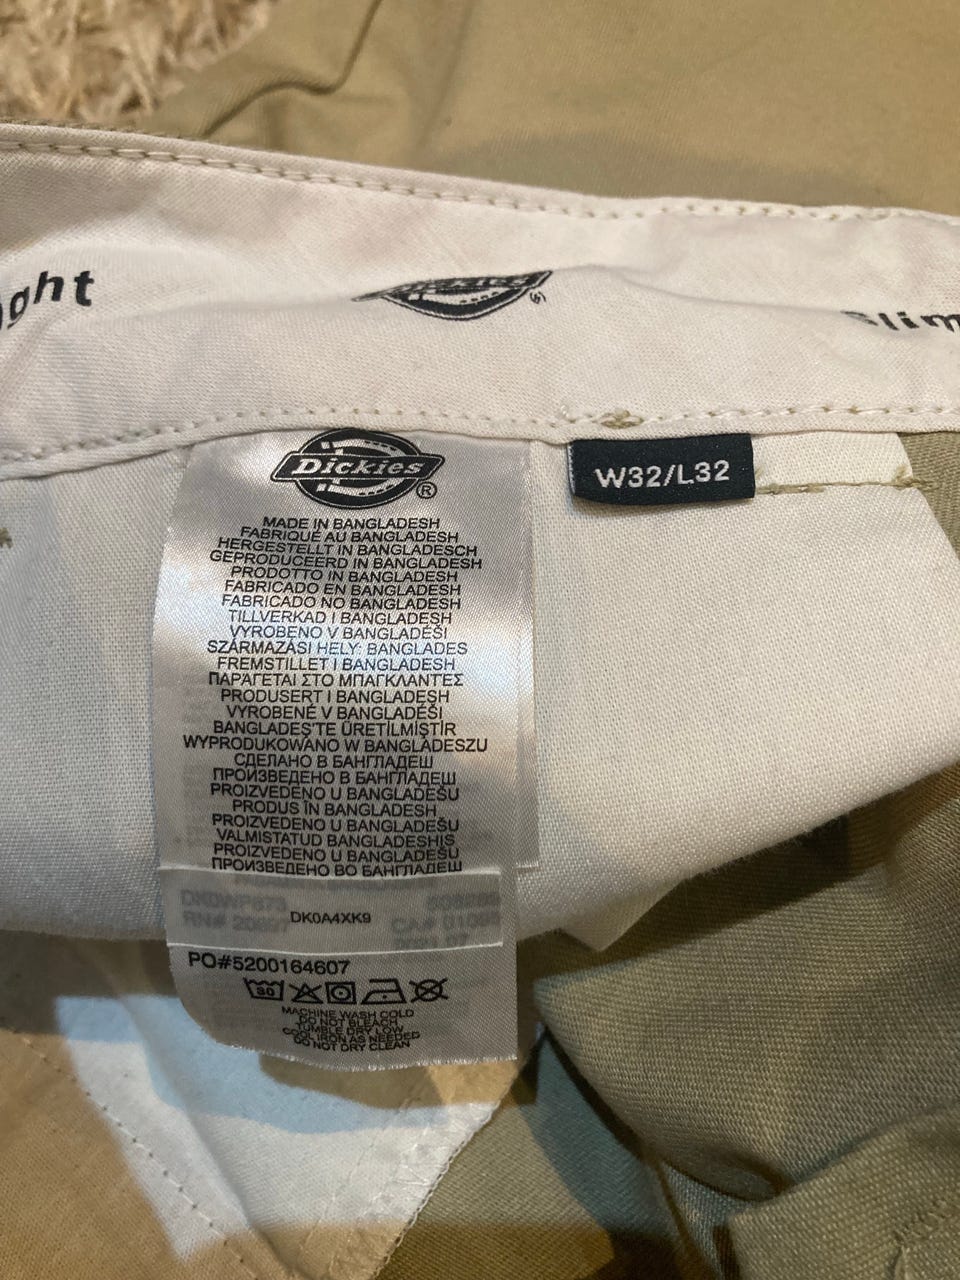 ght
Dickies
®
Slim
Dickies
®
W32/L32
MADE IN BANGLADESH
FABRIQUÉ AU BANGLADESH
HERGESTELLT IN BANGLADESCH
GEPRODUCEERD IN BANGLADESH
PRODOTTO IN BANGLADESH
FABRICADO EN BANGLADESH
FABRICADO NO BANGLADESH
TILLVERKAD I BANGLADESH
VYROBENO V BANGLADÉŠI
SZÁRMAZÁSI HELY: BANGLADES
FREMSTILLET I BANGLADESH
ΠΑΡΑΓΕΤΑΙ ΣΤΟ ΜΠΑΓΚΛΑΝΤΕΣ
PRODUSERT I BANGLADESH
VYROBENÉ V BANGLADÉŠI
BANGLADEŞ'TE ÜRETİLMİŞTİR
WYPRODUKOWANO W BANGLADESZU
СДЕЛАНО В БАНГЛАДЕШ
ПРОИЗВЕДЕНО В БАНГЛАДЕШ
PROIZVEDENO U BANGLADEŠU
PRODUS ÎN BANGLADESH
PROIZVEDENO U BANGLADEŠU
VALMISTATUD BANGLADESHIS
PROIZVEDENO U BANGLADEŠU
ПРОИЗВЕДЕНО ВО БАНГЛАДЕШ
DK0A4XK9
PO#5200164607
30
MACHINE WASH COLD
DO NOT BLEACH
TUMBLE DRY LOW
COOL IRON AS NEEDED
DO NOT DRY CLEAN